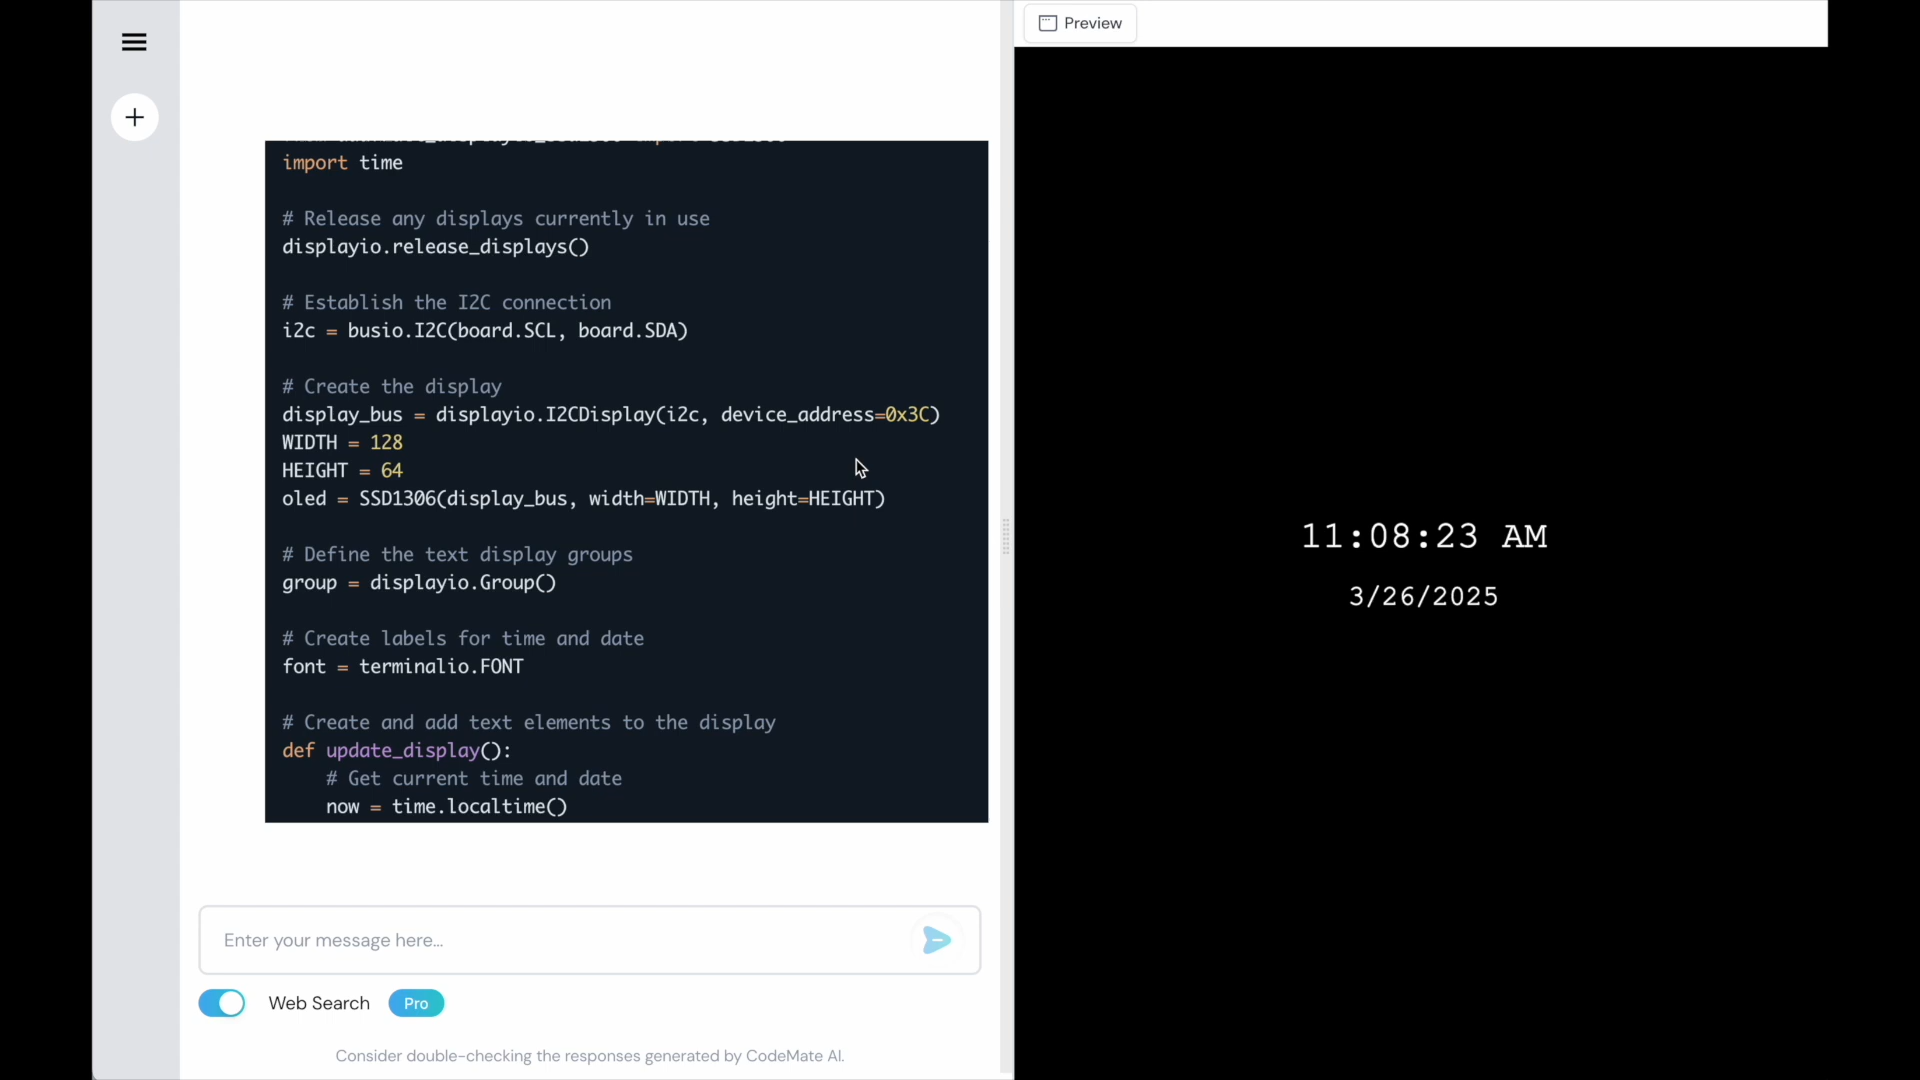 Preview
import time
# Release any displays currently in use
displayio.release_displays()
# Establish the I2C connection
i2c = busio.I2C(board.SCL, board.SDA)
# Create the display
display_bus = displayio.I2CDisplay(i2c, device_address=0x3C)
WIDTH = 128
HEIGHT = 64
oled = SSD1306(display_bus, width=WIDTH, height=HEIGHT)
# Define the text display groups
group = displayio.Group()
# Create labels for time and date
font = terminalio.FONT
# Create and add text elements to the display
def update_display():
    # Get current time and date
    now = time.localtime()
Enter your message here...
Web Search Pro
Consider double-checking the responses generated by CodeMate AI.
11:08:23 AM
3/26/2025